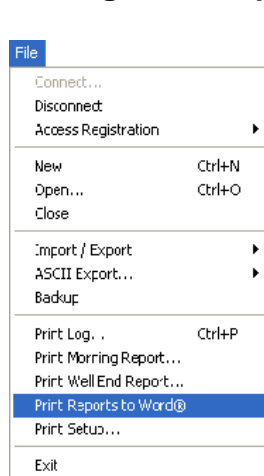 File
Connect...
Disconnect
Access Registration
New Ctrl+N
Open... Ctrl+O
Close
Import / Export
ASCII Export...
Backup
Print Log... Ctrl+P
Print Morning Report...
Print Well End Report...
Print Reports to Word®
Print Setup...
Exit